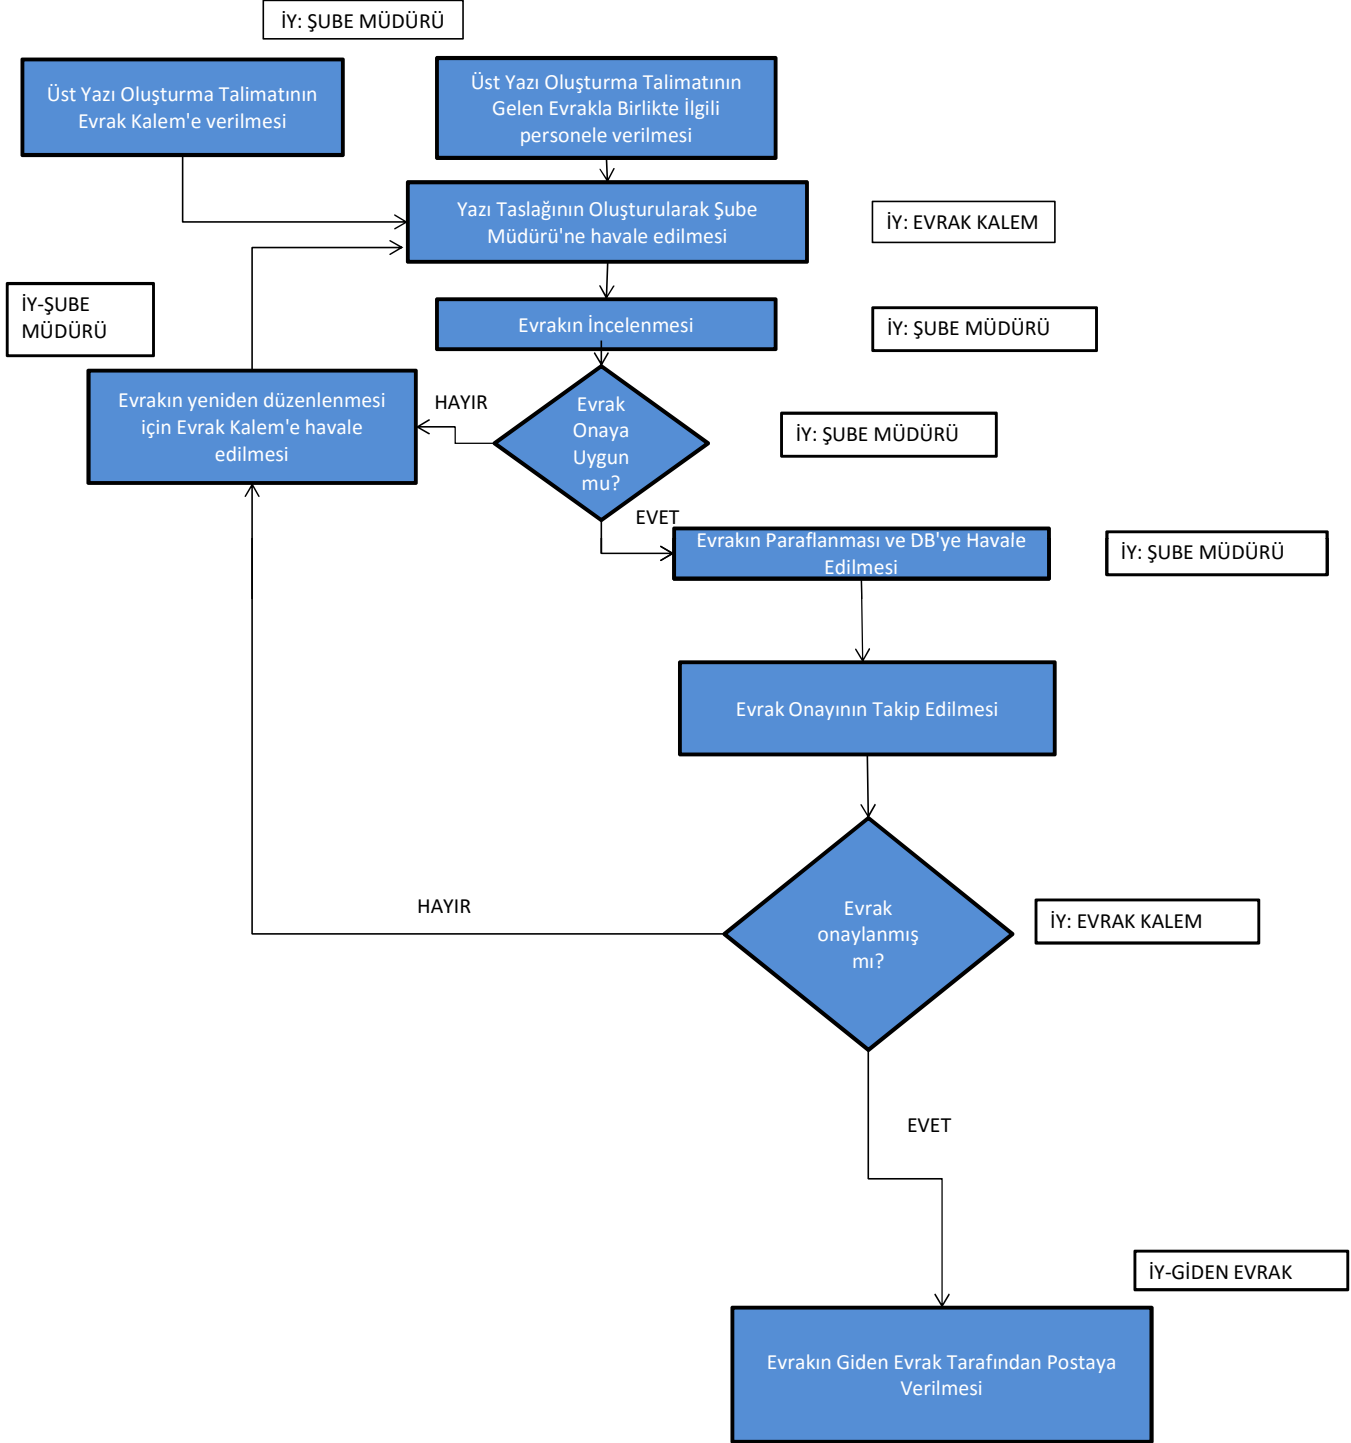 İY: ŞUBE MÜDÜRÜ
Üst Yazı Oluşturma Talimatının
Evrak Kalem'e verilmesi
Üst Yazı Oluşturma Talimatının
Gelen Evrakla Birlikte İlgili
personele verilmesi
Yazı Taslağının Oluşturularak Şube
Müdürü'ne havale edilmesi
İY: EVRAK KALEM
İY-ŞUBE
MÜDÜRÜ
Evrakın İncelenmesi
İY: ŞUBE MÜDÜRÜ
Evrakın yeniden düzenlenmesi
için Evrak Kalem'e havale
edilmesi
HAYIR
Evrak
Onaya
Uygun
mu?
İY: ŞUBE MÜDÜRÜ
EVET
Evrakın Paraflanması ve DB'ye Havale
Edilmesi
İY: ŞUBE MÜDÜRÜ
Evrak Onayının Takip Edilmesi
HAYIR
Evrak
onaylanmış
mı?
İY: EVRAK KALEM
EVET
İY-GİDEN EVRAK
Evrakın Giden Evrak Tarafından Postaya
Verilmesi